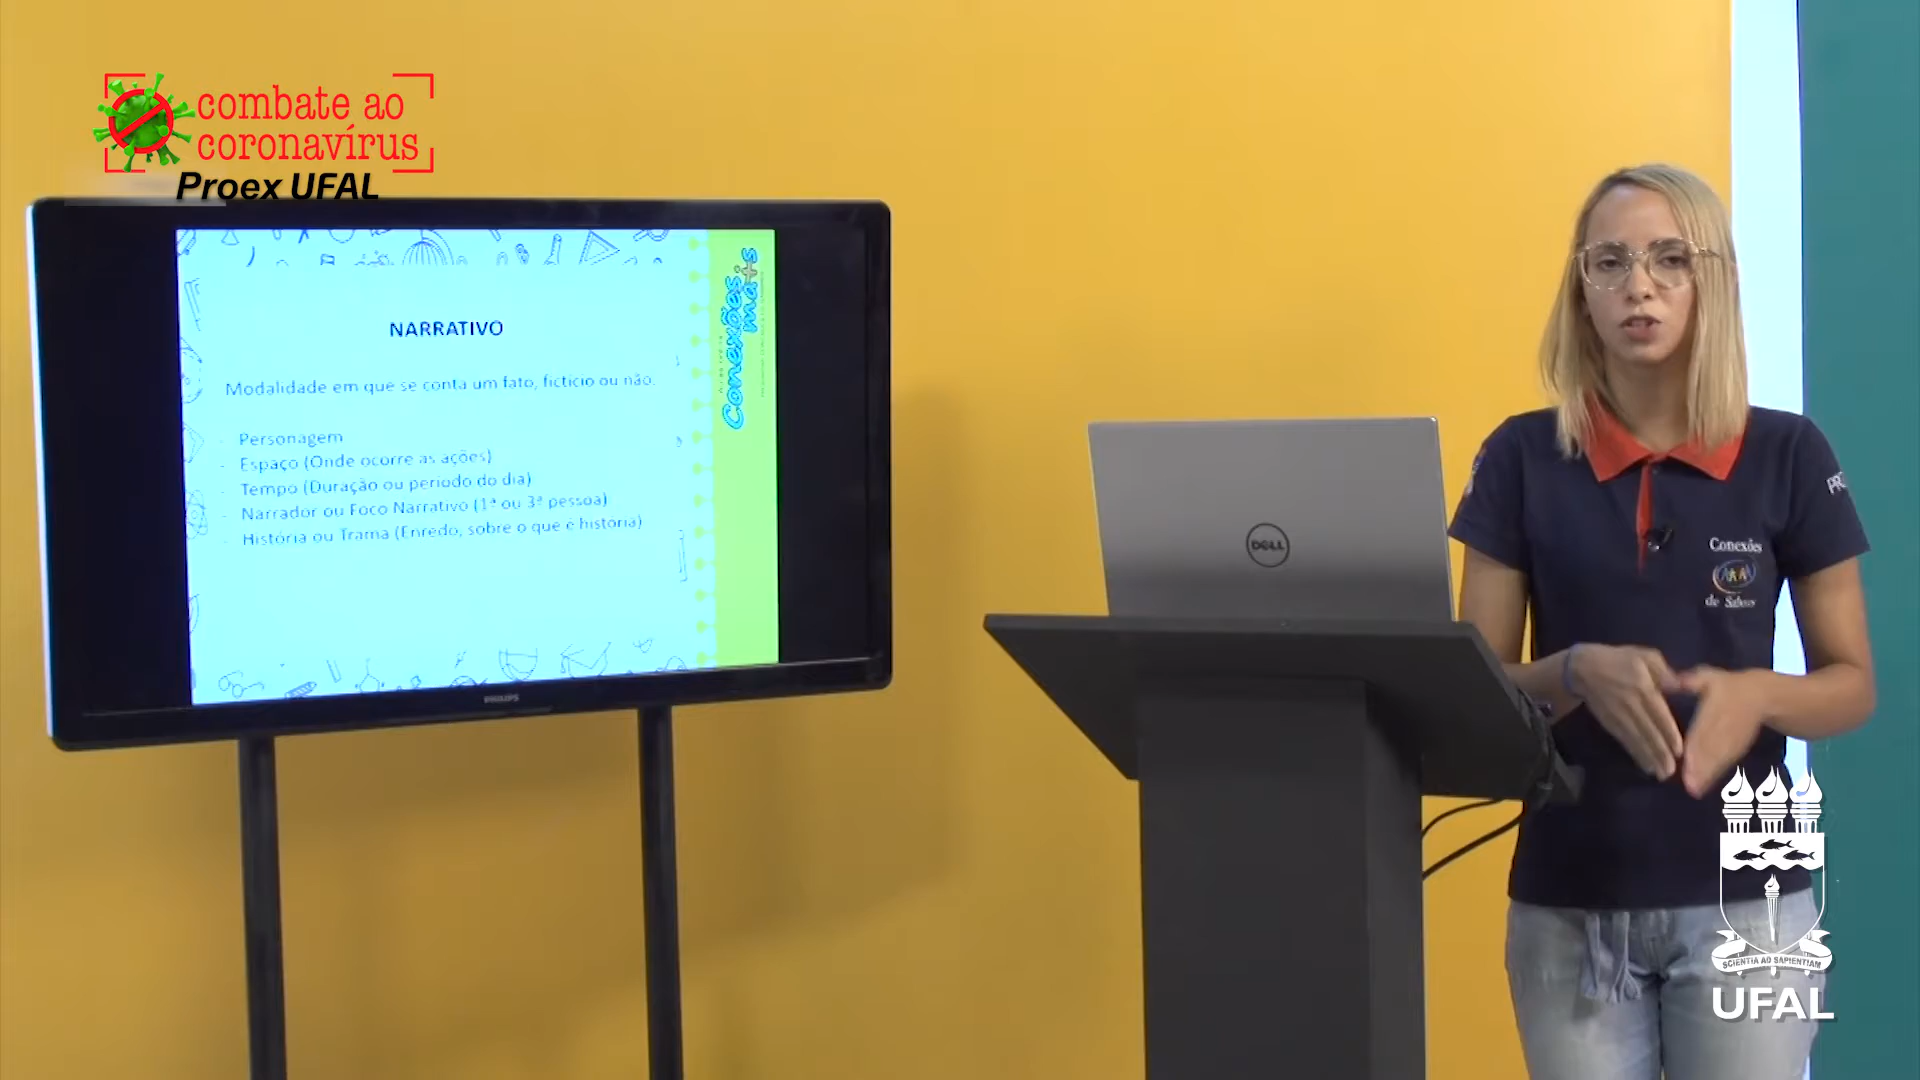 combate ao
coronavírus
Proex UFAL
NARRATIVO
Modalidade em que se conta um fato, fictício ou não.
- Personagem
- Espaço (Onde ocorre as ações)
- Tempo (Duração ou período do dia)
- Narrador ou Foco Narrativo (1ª ou 3ª pessoa)
- História ou Trama (Enredo, sobre o que é história)
Conexões
mais
PHILIPS
DELL
Conexões
de Saberes
SCIENTIA AD SAPIENTIAM
UFAL